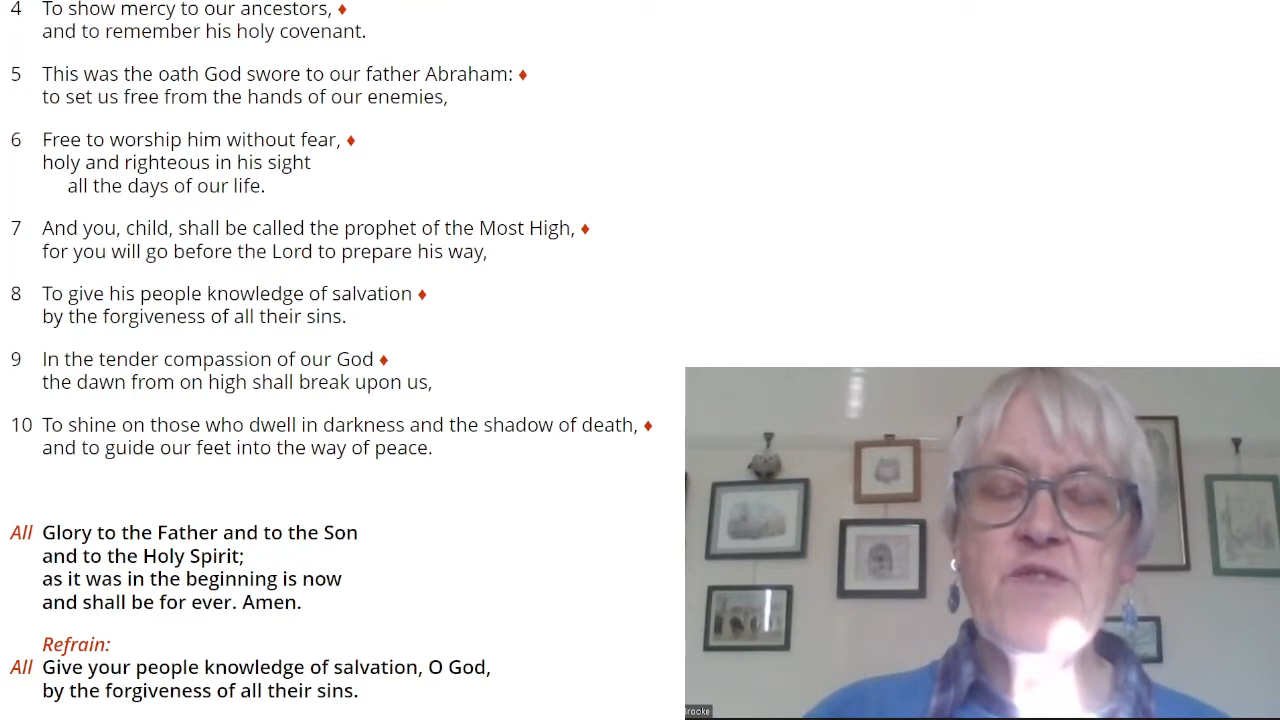 4 To show mercy to our ancestors, ♦
and to remember his holy covenant.
5 This was the oath God swore to our father Abraham: ♦
to set us free from the hands of our enemies,
6 Free to worship him without fear, ♦
holy and righteous in his sight
all the days of our life.
7 And you, child, shall be called the prophet of the Most High, ♦
for you will go before the Lord to prepare his way,
8 To give his people knowledge of salvation ♦
by the forgiveness of all their sins.
9 In the tender compassion of our God ♦
the dawn from on high shall break upon us,
10 To shine on those who dwell in darkness and the shadow of death, ♦
and to guide our feet into the way of peace.
All Glory to the Father and to the Son
and to the Holy Spirit;
as it was in the beginning is now
and shall be for ever. Amen.
Refrain:
All Give your people knowledge of salvation, O God,
by the forgiveness of all their sins.
Brooke